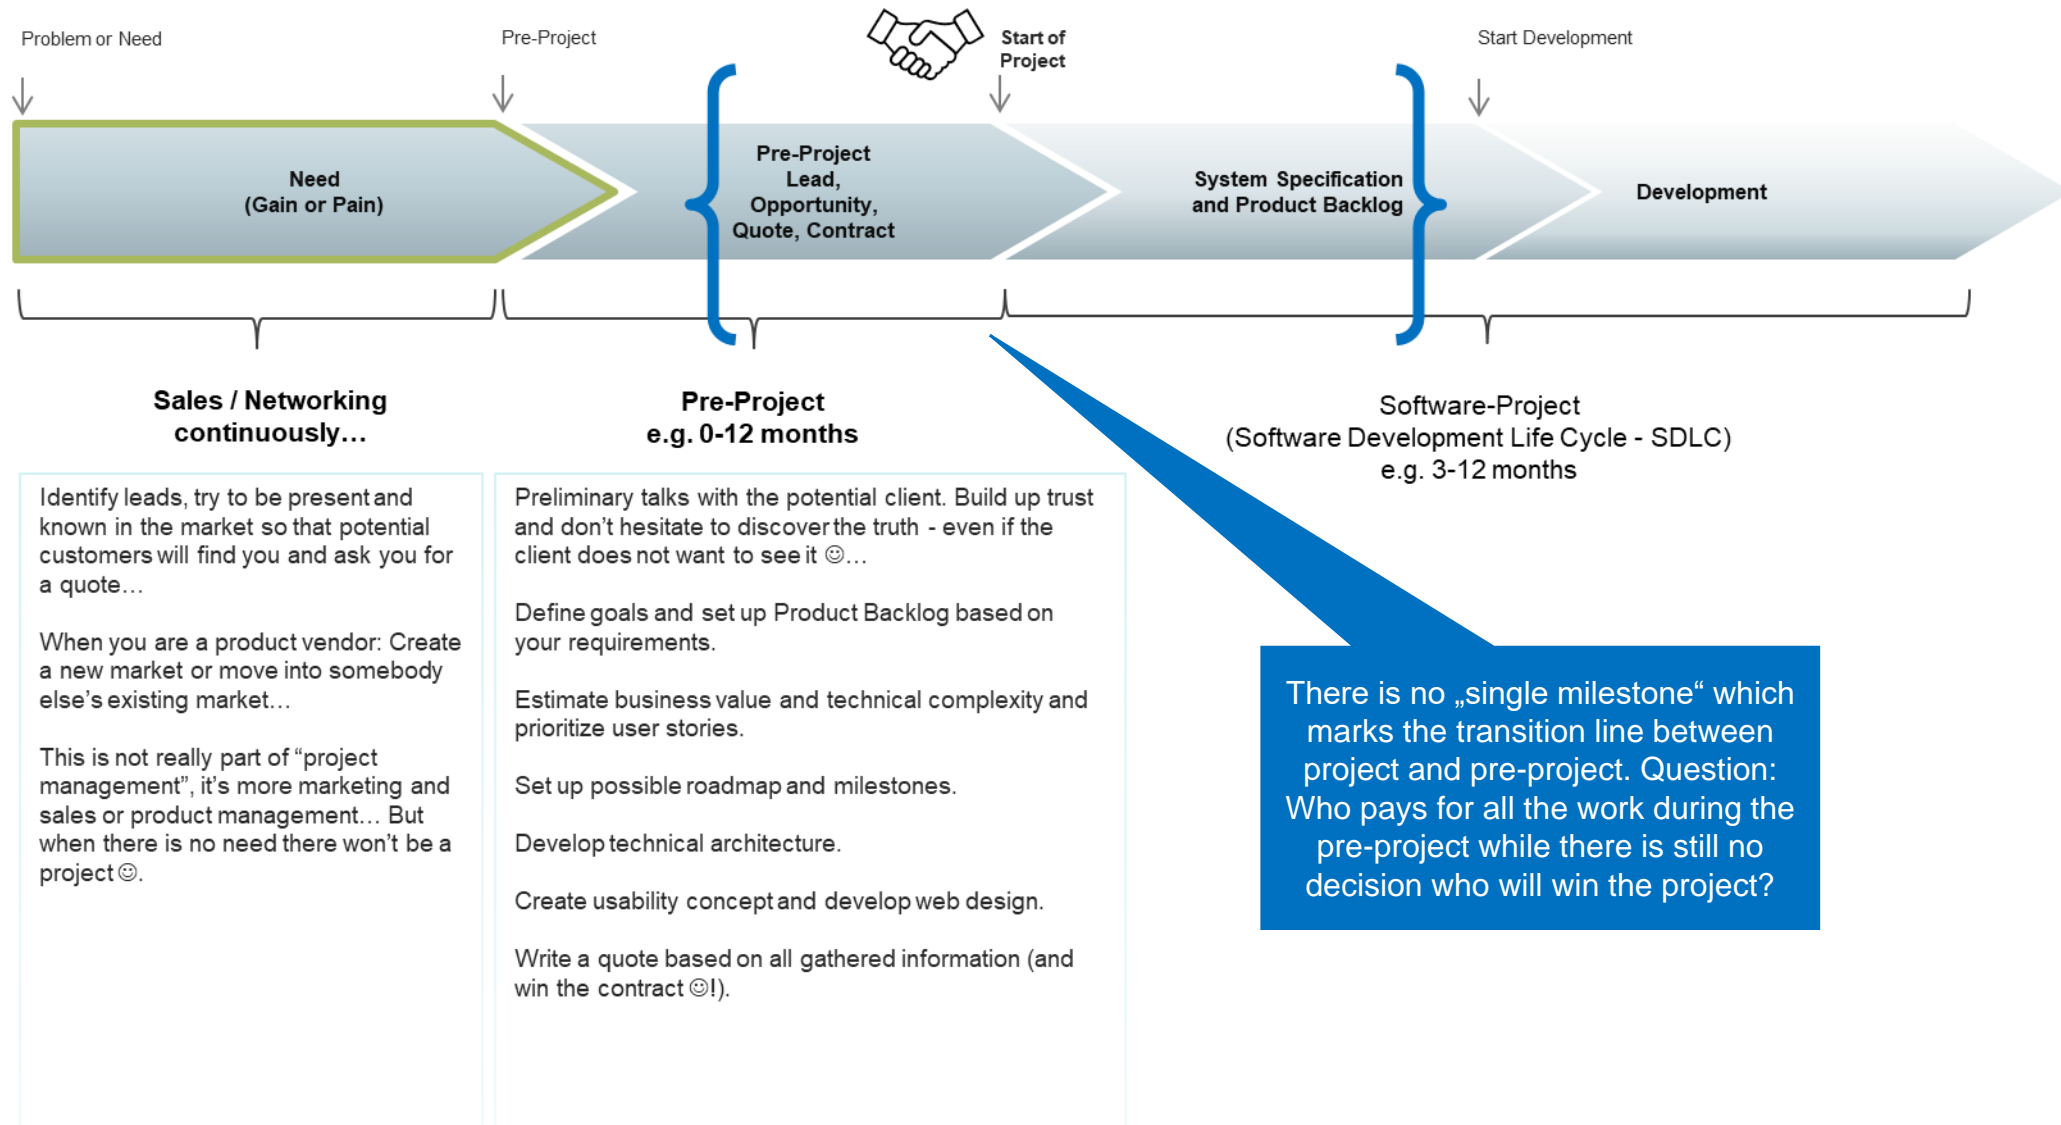 Problem or Need
Pre-Project
Start of
Project
Start Development
Need
(Gain or Pain)
Pre-Project
Lead,
Opportunity,
Quote, Contract
System Specification
and Product Backlog
Development
Sales / Networking
continuously…
Pre-Project
e.g. 0-12 months
Software-Project
(Software Development Life Cycle - SDLC)
e.g. 3-12 months
Identify leads, try to be present and
known in the market so that potential
customers will find you and ask you for
a quote…
When you are a product vendor: Create
a new market or move into somebody
else’s existing market…
This is not really part of “project
management”, it’s more marketing and
sales or product management… But
when there is no need there won’t be a
project ☺.
Preliminary talks with the potential client. Build up trust
and don’t hesitate to discover the truth - even if the
client does not want to see it ☺…
Define goals and set up Product Backlog based on
your requirements.
Estimate business value and technical complexity and
prioritize user stories.
Set up possible roadmap and milestones.
Develop technical architecture.
Create usability concept and develop web design.
Write a quote based on all gathered information (and
win the contract ☺!).
There is no „single milestone“ which
marks the transition line between
project and pre-project. Question:
Who pays for all the work during the
pre-project while there is still no
decision who will win the project?